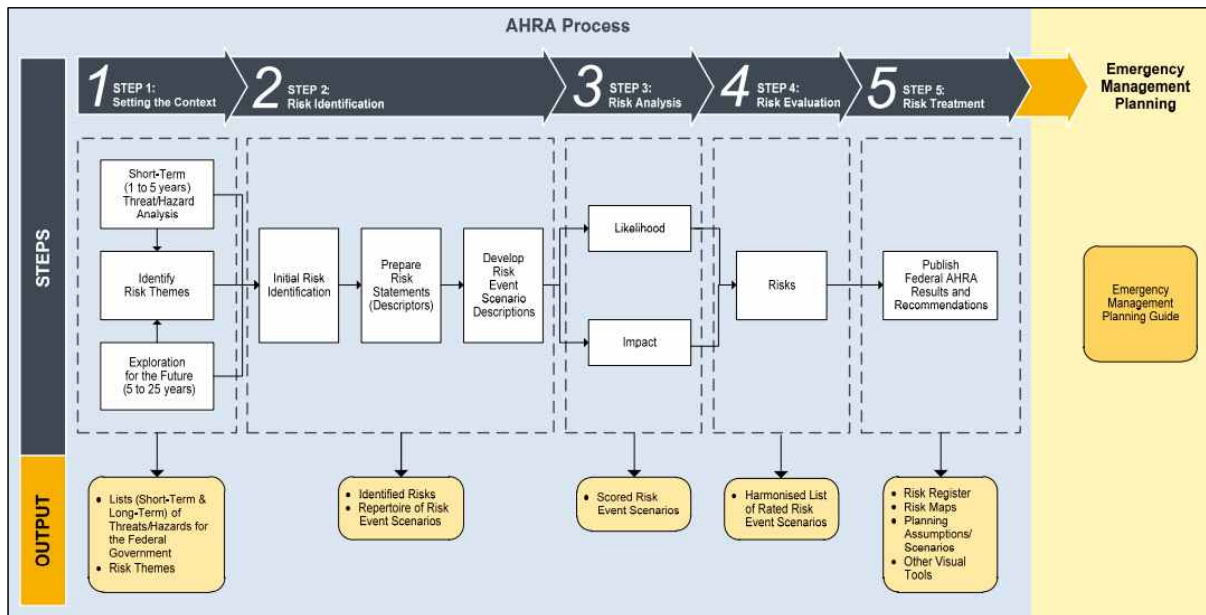 AHRA Process
1 STEP 1:
Setting the Context
2 STEP 2:
Risk Identification
3 STEP 3:
Risk Analysis
4 STEP 4:
Risk Evaluation
5 STEP 5:
Risk Treatment
Emergency
Management
Planning
STEPS
Short-Term
(1 to 5 years)
Threat/Hazard
Analysis
Identify
Risk Themes
Exploration
for the Future
(5 to 25 years)
Initial Risk
Identification
Prepare
Risk
Statements
(Descriptors)
Develop
Risk
Event
Scenario
Descriptions
Likelihood
Impact
Risks
Publish
Federal AHRA
Results and
Recommendations
Emergency
Management
Planning Guide
OUTPUT
• Lists (Short-Term &
Long-Term) of
Threats/Hazards for
the Federal
Government
• Risk Themes
• Identified Risks
• Repertoire of Risk
Event Scenarios
• Scored Risk
Event Scenarios
• Harmonised List
of Rated Risk
Event Scenarios
• Risk Register
• Risk Maps
• Planning
Assumptions/
Scenarios
• Other Visual
Tools